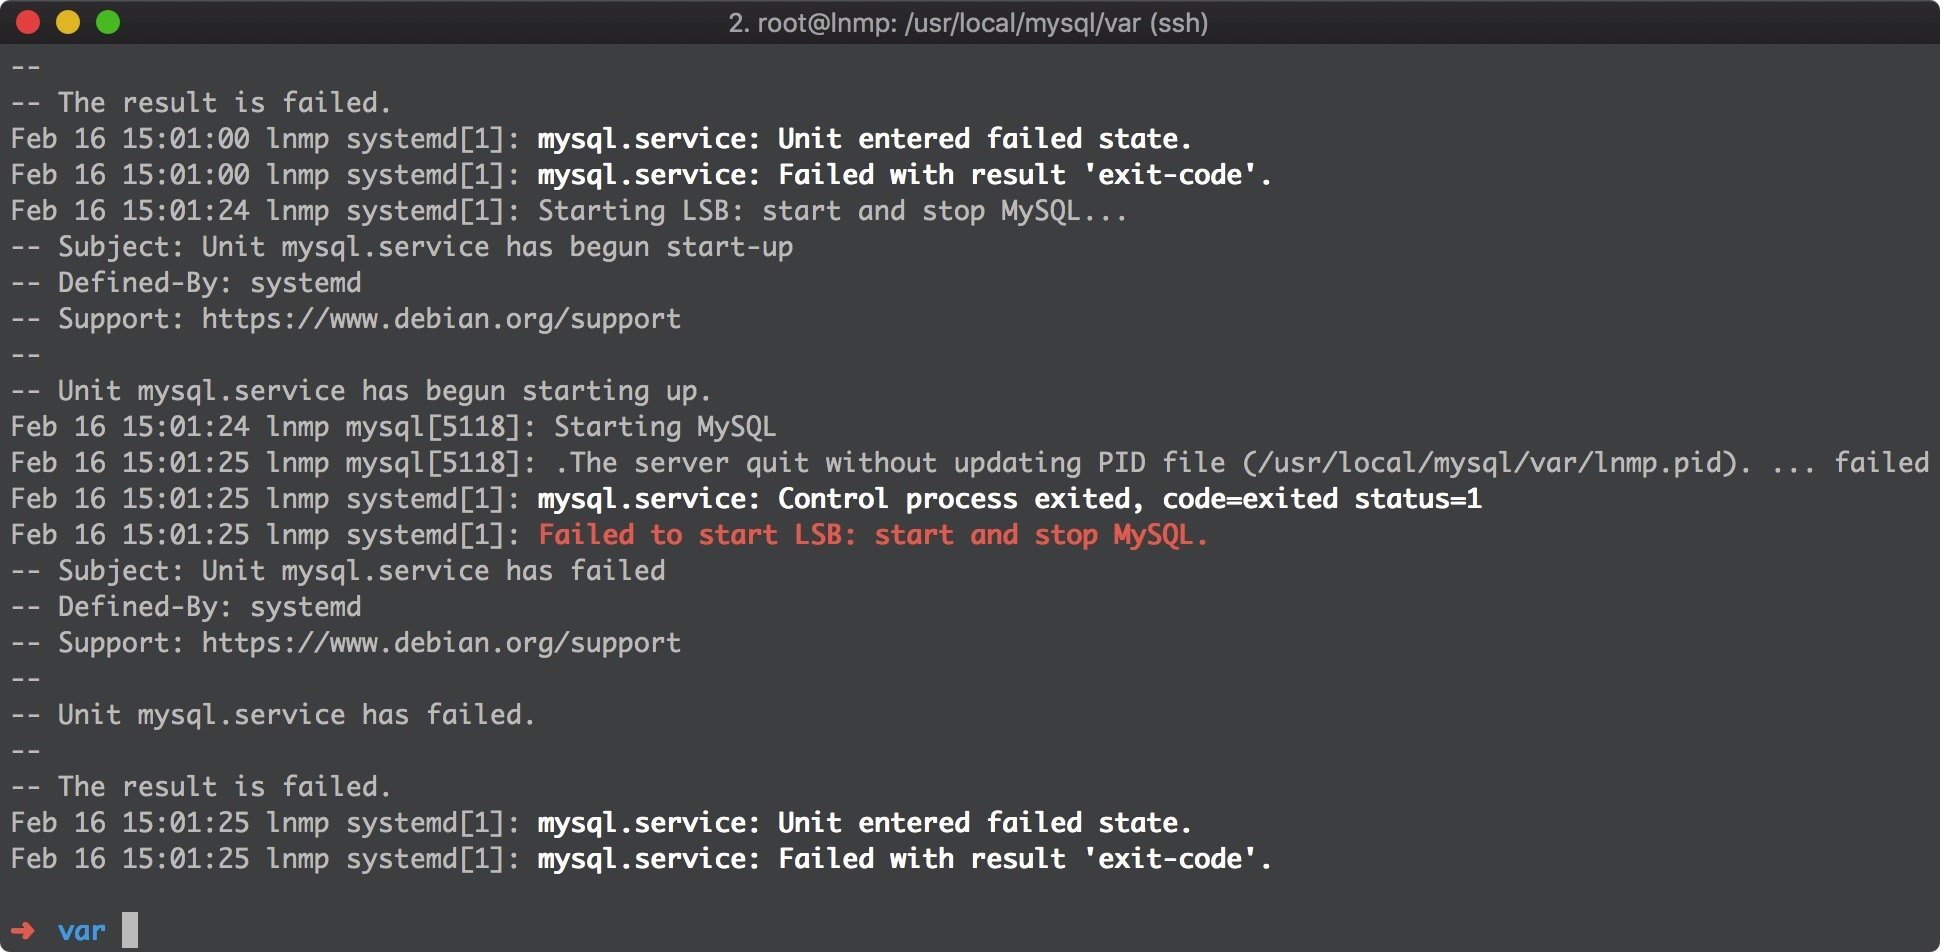 2. root@lnmp: /usr/local/mysql/var (ssh)
--
-- The result is failed.
Feb 16 15:01:00 lnmp systemd[1]: mysql.service: Unit entered failed state.
Feb 16 15:01:00 lnmp systemd[1]: mysql.service: Failed with result 'exit-code'.
Feb 16 15:01:24 lnmp systemd[1]: Starting LSB: start and stop MySQL...
-- Subject: Unit mysql.service has begun start-up
-- Defined-By: systemd
-- Support: https://www.debian.org/support
--
-- Unit mysql.service has begun starting up.
Feb 16 15:01:24 lnmp mysql[5118]: Starting MySQL
Feb 16 15:01:25 lnmp mysql[5118]: .The server quit without updating PID file (/usr/local/mysql/var/lnmp.pid). ... failed
Feb 16 15:01:25 lnmp systemd[1]: mysql.service: Control process exited, code=exited status=1
Feb 16 15:01:25 lnmp systemd[1]: Failed to start LSB: start and stop MySQL.
-- Subject: Unit mysql.service has failed
-- Defined-By: systemd
-- Support: https://www.debian.org/support
--
-- Unit mysql.service has failed.
--
-- The result is failed.
Feb 16 15:01:25 lnmp systemd[1]: mysql.service: Unit entered failed state.
Feb 16 15:01:25 lnmp systemd[1]: mysql.service: Failed with result 'exit-code'.
➜ var